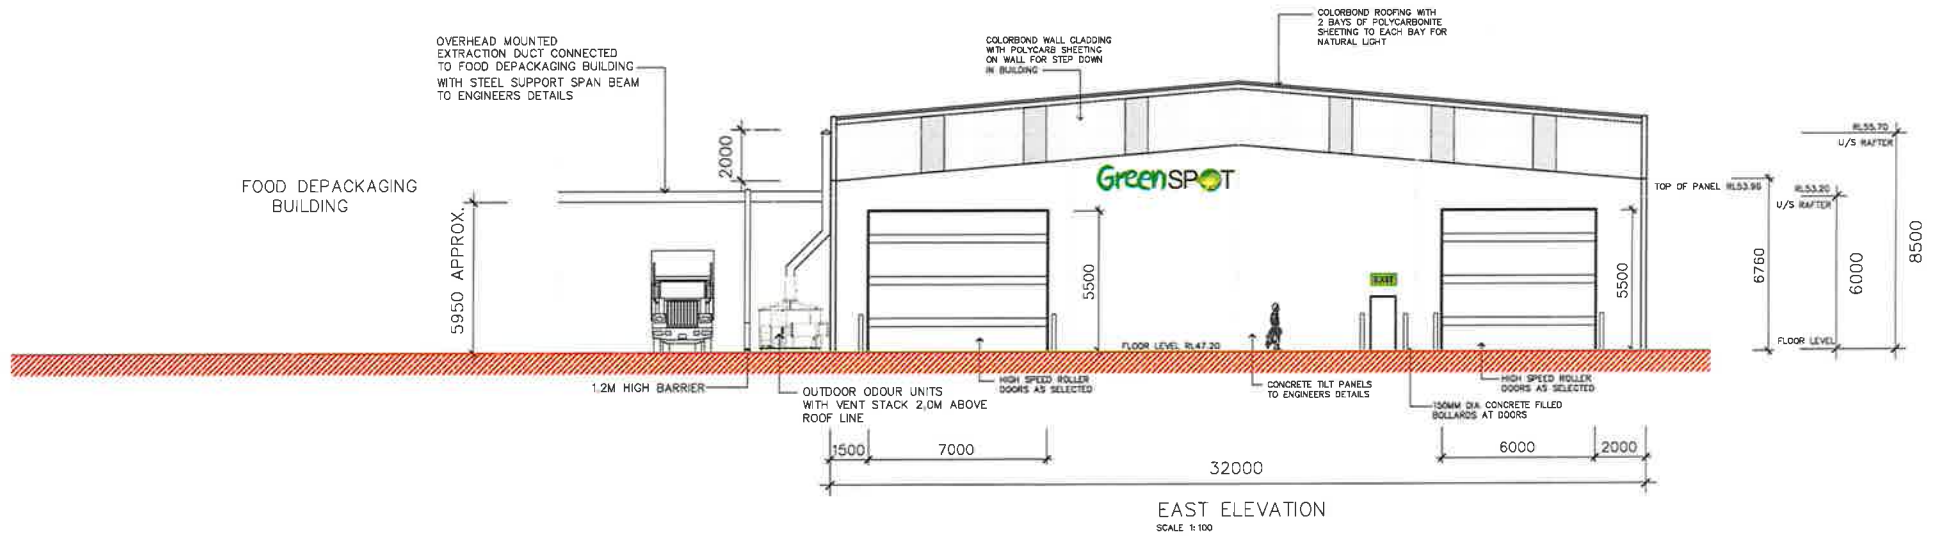 OVERHEAD MOUNTED
EXTRACTION DUCT CONNECTED
TO FOOD DEPACKAGING BUILDING
WITH STEEL SUPPORT SPAN BEAM
TO ENGINEERS DETAILS
COLORBOND WALL CLADDING
WITH POLYCARB SHEETING
ON WALL FOR STEP DOWN
IN BUILDING
COLORBOND ROOFING WITH
2 BAYS OF POLYCARBONITE
SHEETING TO EACH BAY FOR
NATURAL LIGHT
2000
FOOD DEPACKAGING
BUILDING
5950 APPROX.
GreenSPOT
5500
EXIT
5500
RL55.70
U/S RAFTER
TOP OF PANEL RL53.96
RL53.20
U/S RAFTER
6760
6000
8500
FLOOR LEVEL RL47.20
FLOOR LEVEL
1.2M HIGH BARRIER
OUTDOOR ODOUR UNITS
WITH VENT STACK 2.0M ABOVE
ROOF LINE
HIGH SPEED ROLLER
DOORS AS SELECTED
CONCRETE TILT PANELS
TO ENGINEERS DETAILS
150MM DIA CONCRETE FILLED
BOLLARDS AT DOORS
HIGH SPEED ROLLER
DOORS AS SELECTED
1500
7000
6000
2000
32000
EAST ELEVATION
SCALE 1:100